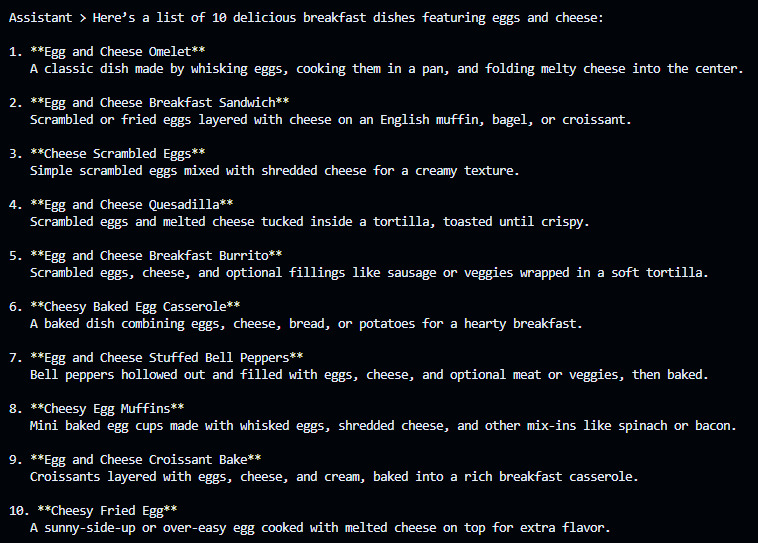 Assistant > Here’s a list of 10 delicious breakfast dishes featuring eggs and cheese:
1. **Egg and Cheese Omelet**
A classic dish made by whisking eggs, cooking them in a pan, and folding melty cheese into the center.
2. **Egg and Cheese Breakfast Sandwich**
Scrambled or fried eggs layered with cheese on an English muffin, bagel, or croissant.
3. **Cheese Scrambled Eggs**
Simple scrambled eggs mixed with shredded cheese for a creamy texture.
4. **Egg and Cheese Quesadilla**
Scrambled eggs and melted cheese tucked inside a tortilla, toasted until crispy.
5. **Egg and Cheese Breakfast Burrito**
Scrambled eggs, cheese, and optional fillings like sausage or veggies wrapped in a soft tortilla.
6. **Cheesy Baked Egg Casserole**
A baked dish combining eggs, cheese, bread, or potatoes for a hearty breakfast.
7. **Egg and Cheese Stuffed Bell Peppers**
Bell peppers hollowed out and filled with eggs, cheese, and optional meat or veggies, then baked.
8. **Cheesy Egg Muffins**
Mini baked egg cups made with whisked eggs, shredded cheese, and other mix-ins like spinach or bacon.
9. **Egg and Cheese Croissant Bake**
Croissants layered with eggs, cheese, and cream, baked into a rich breakfast casserole.
10. **Cheesy Fried Egg**
A sunny-side-up or over-easy egg cooked with melted cheese on top for extra flavor.